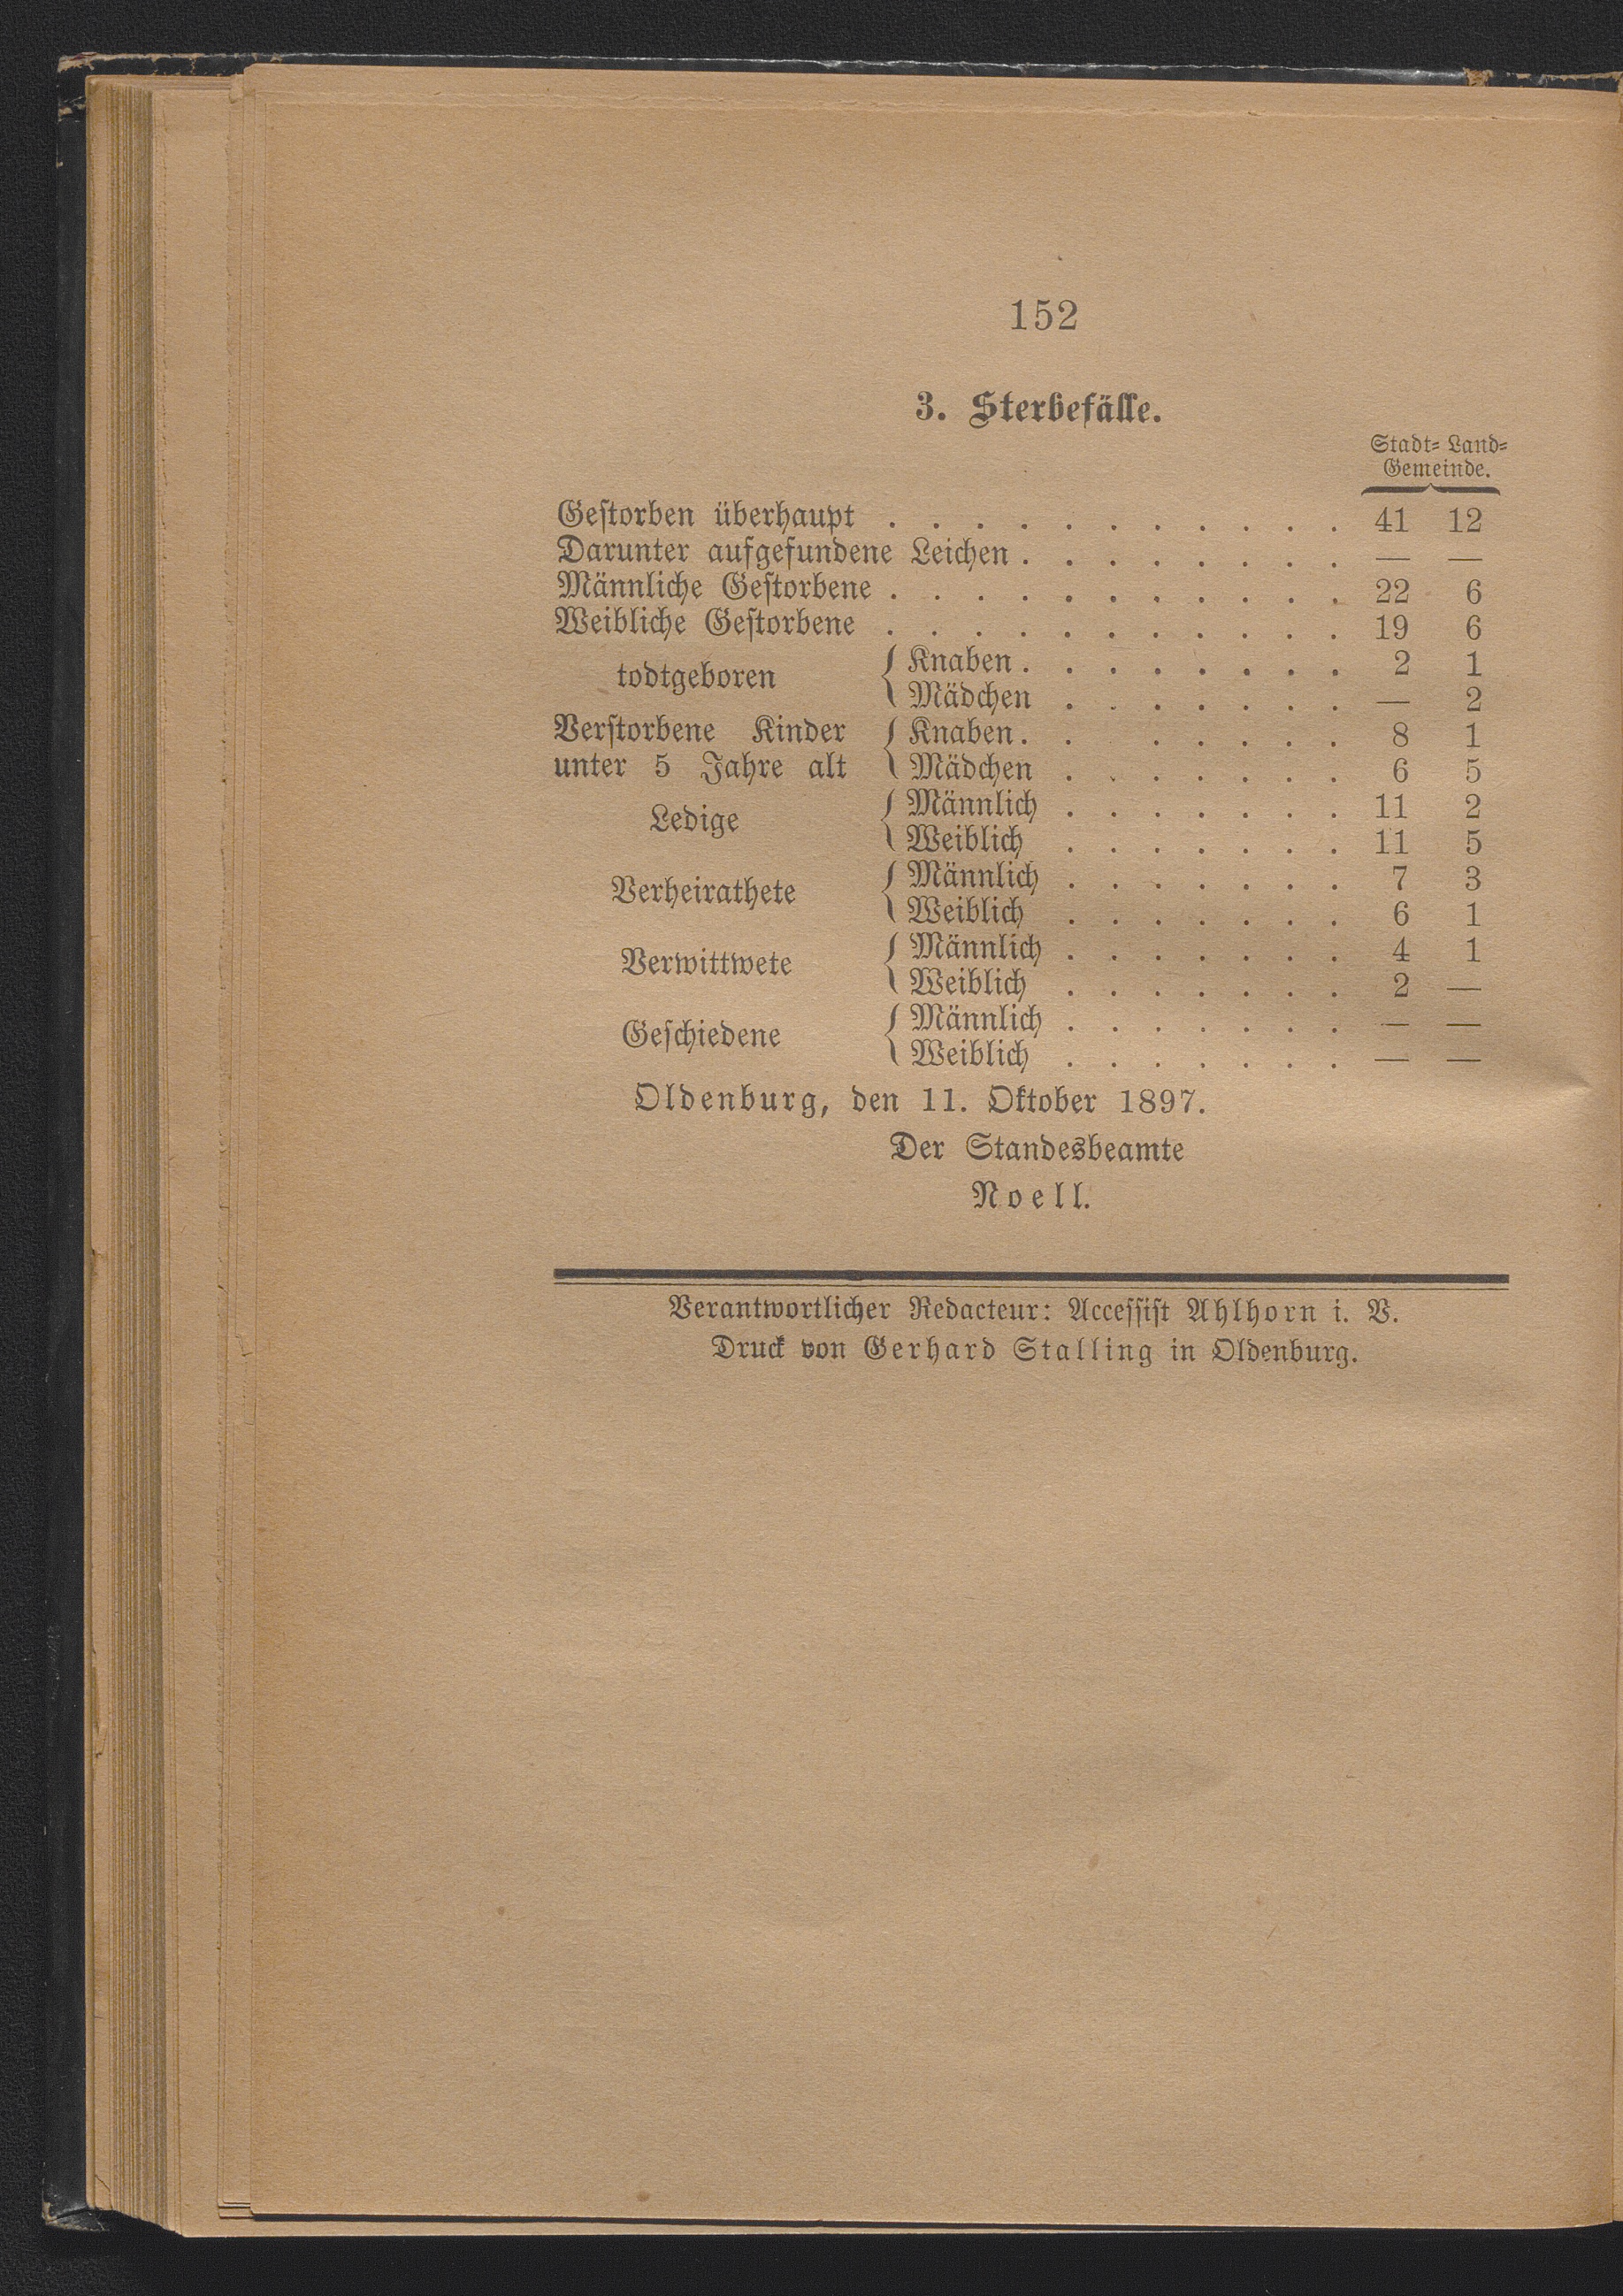 152
3. Sterbefälle.
Stadt- Land-
Gemeinde.
Gestorben überhaupt . . . . . . . . . . . 41 12
Darunter aufgefundene Leichen . . . . . . . . — —
Männliche Gestorbene . . . . . . . . . . . 22 6
Weibliche Gestorbene . . . . . . . . . . . 19 6
todtgeboren { Knaben . . . . . . . . 2 1
Mädchen . . . . . . . — 2
Verstorbene Kinder { Knaben . . . . . . . 8 1
unter 5 Jahre alt Mädchen . . . . . . . 6 5
Ledige { Männlich . . . . . . . 11 2
Weiblich . . . . . . . 11 5
Verheirathete { Männlich . . . . . . . 7 3
Weiblich . . . . . . . 6 1
Verwittwete { Männlich . . . . . . . 4 1
Weiblich . . . . . . . 2 —
Geschiedene { Männlich . . . . . . . — —
Weiblich . . . . . . . — —
Oldenburg, den 11. Oktober 1897.
Der Standesbeamte
Noell.
Verantwortlicher Redacteur: Accessist Ahlhorn i. V.
Druck von Gerhard Stalling in Oldenburg.